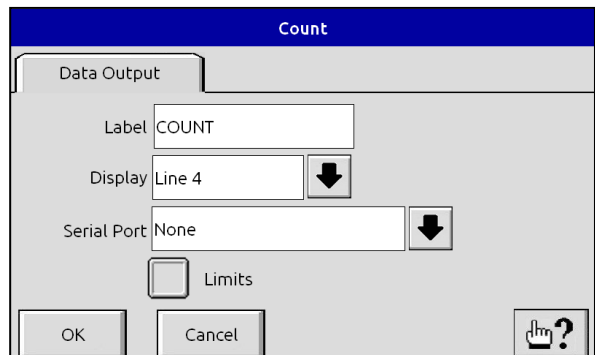 Count
Data Output
Label COUNT
Display Line 4
Serial Port None
Limits
OK Cancel ?